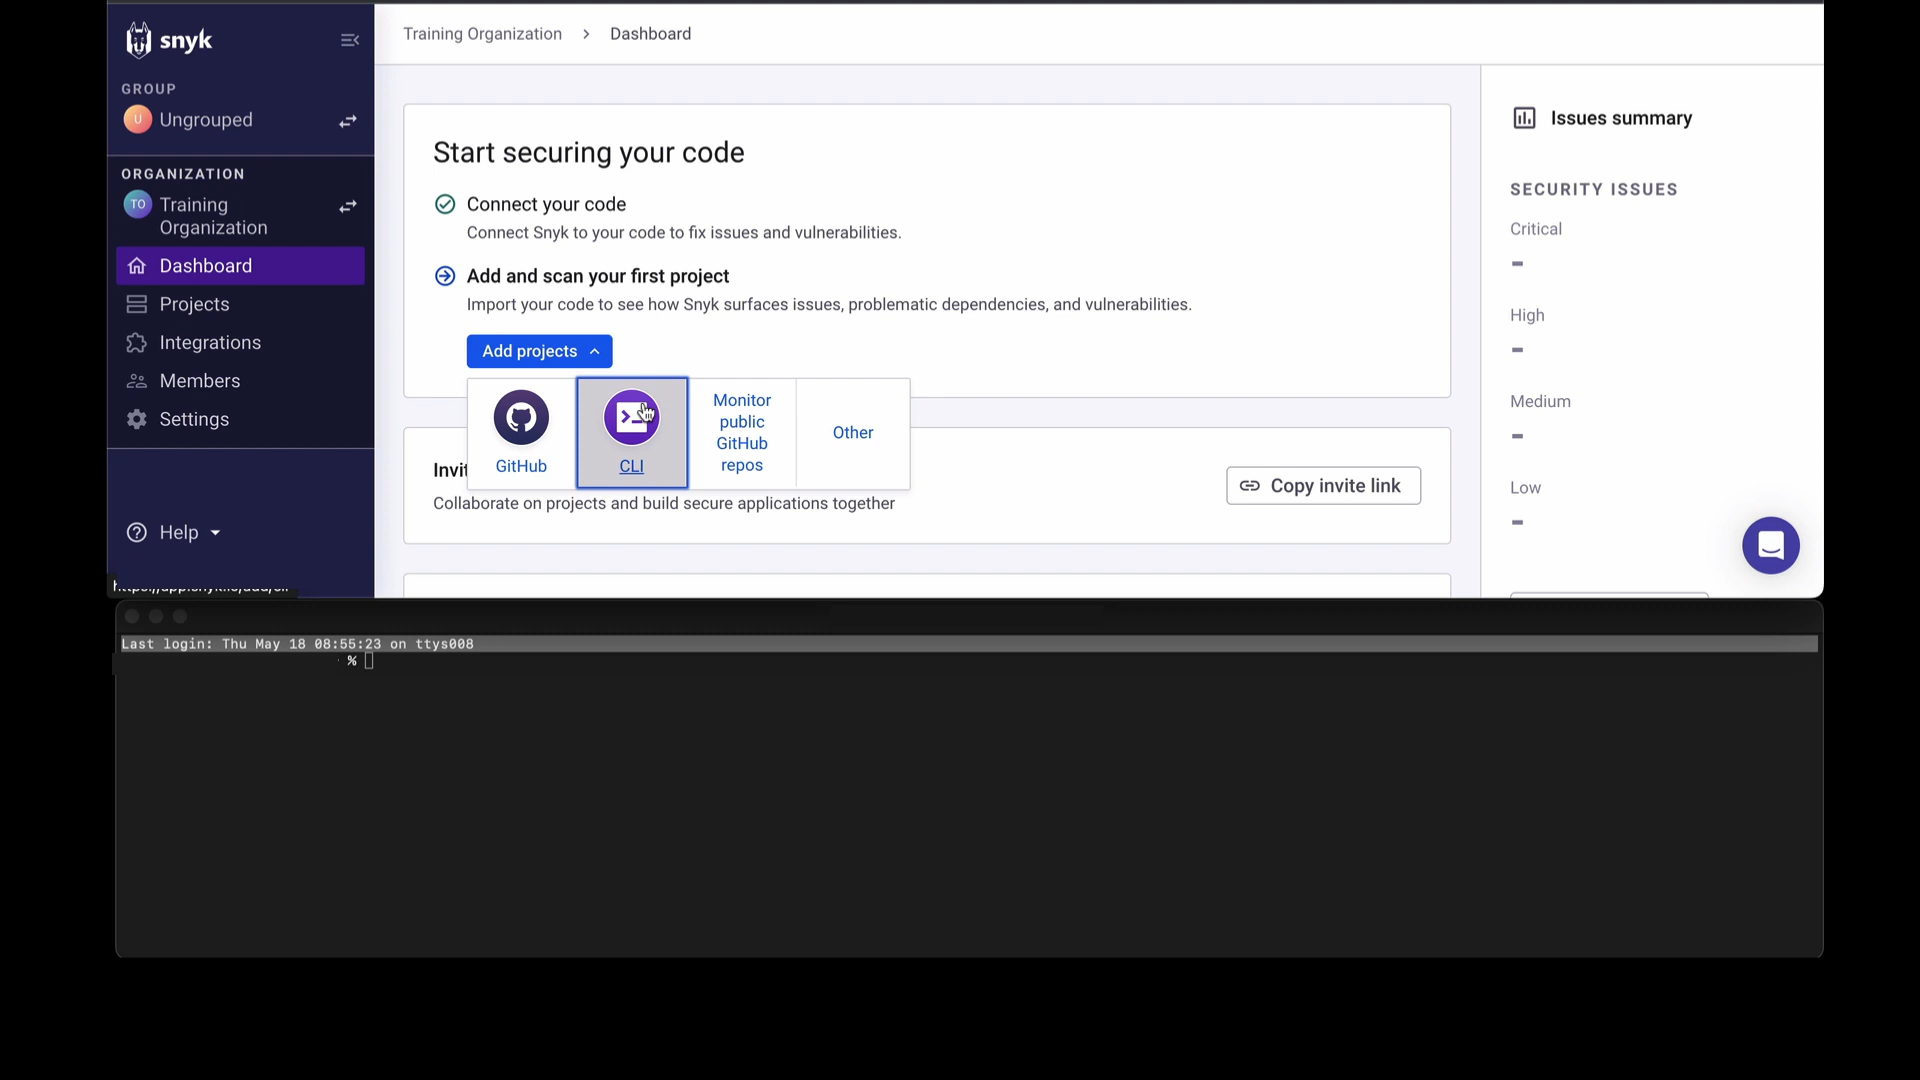 snyk
GROUP
U Ungrouped
ORGANIZATION
TO Training
Organization
Dashboard
Projects
Integrations
Members
Settings
Help
Training Organization > Dashboard
Start securing your code
Connect your code
Connect Snyk to your code to fix issues and vulnerabilities.
Add and scan your first project
Import your code to see how Snyk surfaces issues, problematic dependencies, and vulnerabilities.
Add projects
GitHub
CLI
Monitor
public
GitHub
repos
Other
Invit
Collaborate on projects and build secure applications together
Copy invite link
Issues summary
SECURITY ISSUES
Critical
-
High
-
Medium
-
Low
-
Last login: Thu May 18 08:55:23 on ttys008
%